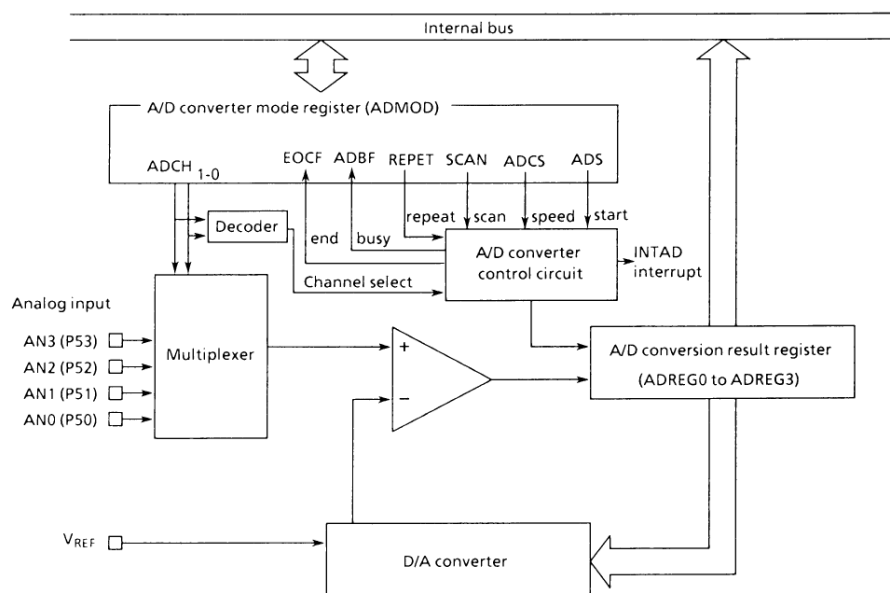 Internal bus
A/D converter mode register (ADMOD)
EOCF ADBF REPET SCAN ADCS ADS
ADCH 1-0
repeat scan speed start
Decoder
end busy
A/D converter
control circuit
INTAD
interrupt
Channel select
Analog input
AN3 (P53)
AN2 (P52)
AN1 (P51)
AN0 (P50)
Multiplexer
+
−
A/D conversion result register
(ADREG0 to ADREG3)
VREF
D/A converter